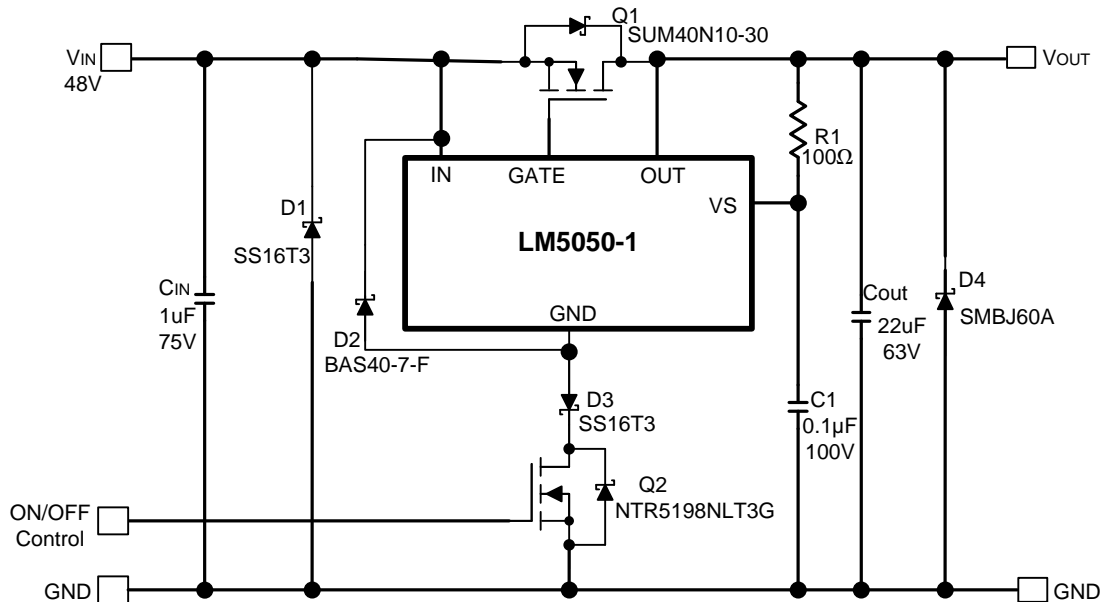 Q1
SUM40N10-30
VIN
48V
VOUT
R1
100Ω
IN
GATE
OUT
VS
LM5050-1
D1
SS16T3
CIN
1uF
75V
GND
D2
BAS40-7-F
Cout
22uF
63V
D4
SMBJ60A
D3
SS16T3
C1
0.1µF
100V
Q2
NTR5198NLT3G
ON/OFF
Control
GND
GND